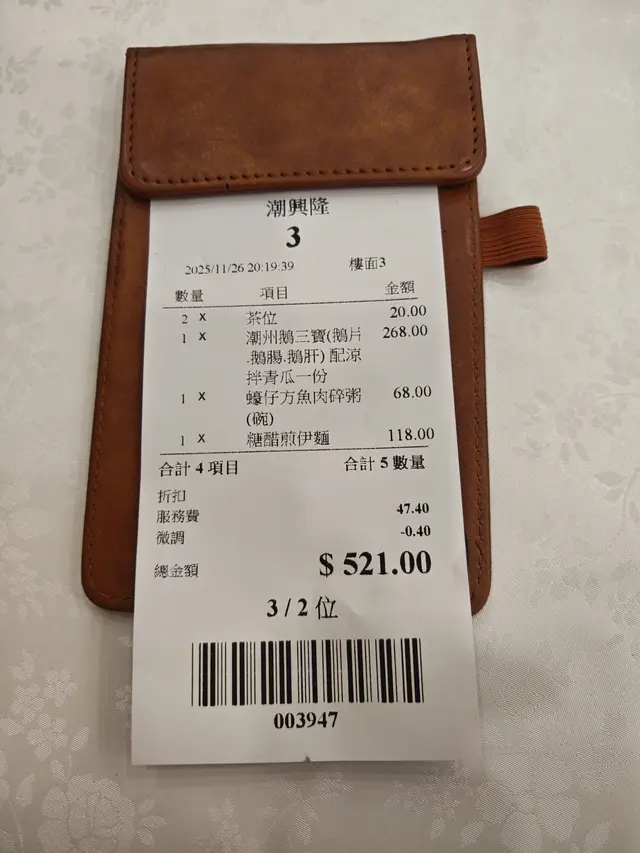 潮興隆
3
2025/11/26 20:19:39 樓面3
數量 項目 金額
2 x 茶位 20.00
1 x 潮州鵝三寶(鵝片 268.00
.鵝腸.鵝肝) 配涼
拌青瓜一份
1 x 蠔仔方魚肉碎粥 68.00
(碗)
1 x 糖醋煎伊麵 118.00
合計 4 項目 合計 5 數量
折扣
服務費 47.40
微調 -0.40
總金額 $ 521.00
3 / 2 位
003947